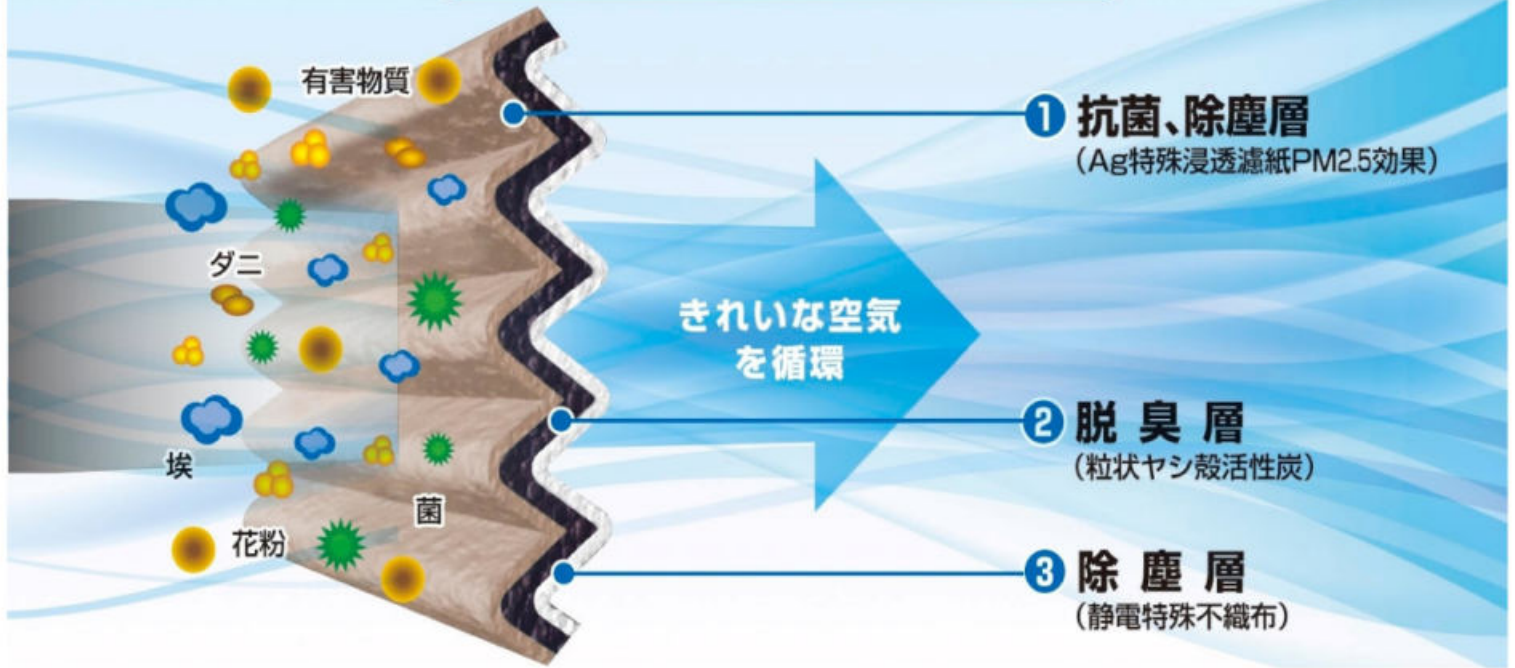 有害物質
ダニ
埃
花粉
菌
きれいな空気
を循環
1 抗菌、除塵層
（Ag特殊浸透濾紙PM2.5効果）
2 脱臭層
（粒状ヤシ殻活性炭）
3 除塵層
（静電特殊不織布）